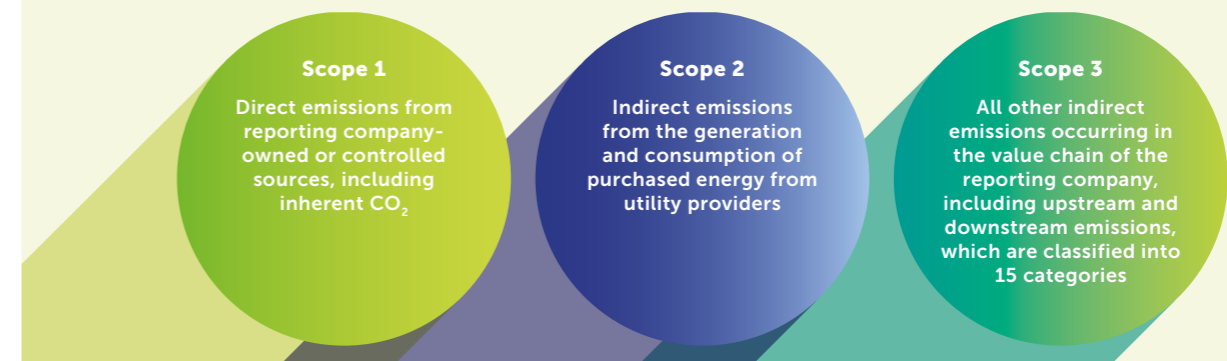 Scope 1
Direct emissions from
reporting company-
owned or controlled
sources, including
inherent CO₂
Scope 2
Indirect emissions
from the generation
and consumption of
purchased energy from
utility providers
Scope 3
All other indirect
emissions occurring in
the value chain of the
reporting company,
including upstream and
downstream emissions,
which are classified into
15 categories